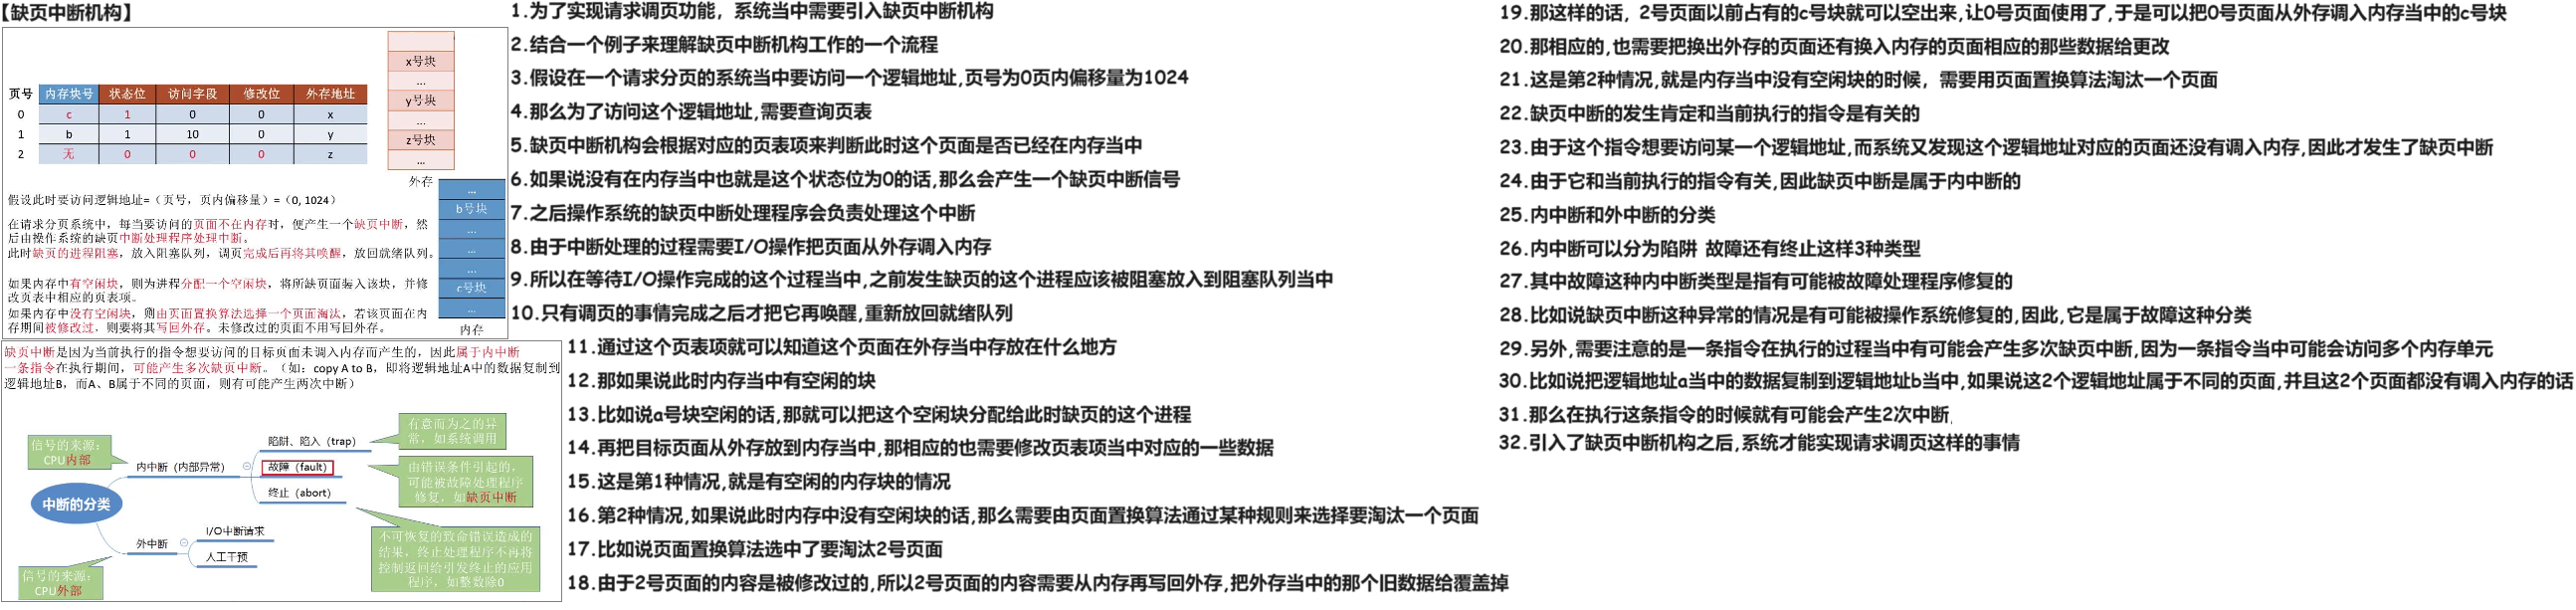 【缺页中断机构】
x号块
...
y号块
...
z号块
...
外存
页号 内存块号 状态位 访问字段 修改位 外存地址
0 c 1 0 0 x
1 b 1 10 0 y
2 无 0 0 0 z
...
b号块
...
...
...
c号块
...
内存
假设此时要访问逻辑地址=（页号，页内偏移量）=（0, 1024）
在请求分页系统中，每当要访问的页面不在内存时，便产生一个缺页中断，然
后由操作系统的缺页中断处理程序处理中断。
此时缺页的进程阻塞，放入阻塞队列，调页完成后再将其唤醒，放回就绪队列。
如果内存中有空闲块，则为进程分配一个空闲块，将所缺页面装入该块，并修
改页表中相应的页表项。
如果内存中没有空闲块，则由页面置换算法选择一个页面淘汰，若该页面在内
存期间被修改过，则要将其写回外存。未修改过的页面不用写回外存。
缺页中断是因为当前执行的指令想要访问的目标页面未调入内存而产生的，因此属于内中断
一条指令在执行期间，可能产生多次缺页中断。（如：copy A to B，即将逻辑地址A中的数据复制到
逻辑地址B，而A、B属于不同的页面，则有可能产生两次中断）
中断的分类
信号的来源：
CPU内部
内中断（内部异常）
陷阱、陷入（trap）
有意而为之的异
常，如系统调用
故障（fault）
由错误条件引起的，
可能被故障处理程序
修复，如缺页中断
终止（abort）
不可恢复的致命错误造成的
结果，终止处理程序不再将
控制返回给引发终止的应用
程序，如整数除0
外中断
I/O中断请求
人工干预
信号的来源：
CPU外部
1.为了实现请求调页功能，系统当中需要引入缺页中断机构
2.结合一个例子来理解缺页中断机构工作的一个流程
3.假设在一个请求分页的系统当中要访问一个逻辑地址,页号为0页内偏移量为1024
4.那么为了访问这个逻辑地址,需要查询页表
5.缺页中断机构会根据对应的页表项来判断此时这个页面是否已经在内存当中
6.如果说没有在内存当中也就是这个状态位为0的话,那么会产生一个缺页中断信号
7.之后操作系统的缺页中断处理程序会负责处理这个中断
8.由于中断处理的过程需要I/O操作把页面从外存调入内存
9.所以在等待I/O操作完成的这个过程当中,之前发生缺页的这个进程应该被阻塞放入到阻塞队列当中
10.只有调页的事情完成之后才把它再唤醒,重新放回就绪队列
11.通过这个页表项就可以知道这个页面在外存当中存放在什么地方
12.那如果说此时内存当中有空闲的块
13.比如说a号块空闲的话,那就可以把这个空闲块分配给此时缺页的这个进程
14.再把目标页面从外存放到内存当中,那相应的也需要修改页表项当中对应的一些数据
15.这是第1种情况,就是有空闲的内存块的情况
16.第2种情况,如果说此时内存中没有空闲块的话,那么需要由页面置换算法通过某种规则来选择要淘汰一个页面
17.比如说页面置换算法选中了要淘汰2号页面
18.由于2号页面的内容是被修改过的,所以2号页面的内容需要从内存再写回外存,把外存当中的那个旧数据给覆盖掉
19.那这样的话，2号页面以前占有的c号块就可以空出来,让0号页面使用了,于是可以把0号页面从外存调入内存当中的c号块
20.那相应的,也需要把换出外存的页面还有换入内存的页面相应的那些数据给更改
21.这是第2种情况,就是内存当中没有空闲块的时候，需要用页面置换算法淘汰一个页面
22.缺页中断的发生肯定和当前执行的指令是有关的
23.由于这个指令想要访问某一个逻辑地址,而系统又发现这个逻辑地址对应的页面还没有调入内存,因此才发生了缺页中断
24.由于它和当前执行的指令有关,因此缺页中断是属于内中断的
25.内中断和外中断的分类
26.内中断可以分为陷阱 故障还有终止这样3种类型
27.其中故障这种内中断类型是指有可能被故障处理程序修复的
28.比如说缺页中断这种异常的情况是有可能被操作系统修复的,因此,它是属于故障这种分类
29.另外,需要注意的是一条指令在执行的过程当中有可能会产生多次缺页中断,因为一条指令当中可能会访问多个内存单元
30.比如说把逻辑地址a当中的数据复制到逻辑地址b当中,如果说这2个逻辑地址属于不同的页面,并且这2个页面都没有调入内存的话
31.那么在执行这条指令的时候就有可能会产生2次中断,
32.引入了缺页中断机构之后,系统才能实现请求调页这样的事情